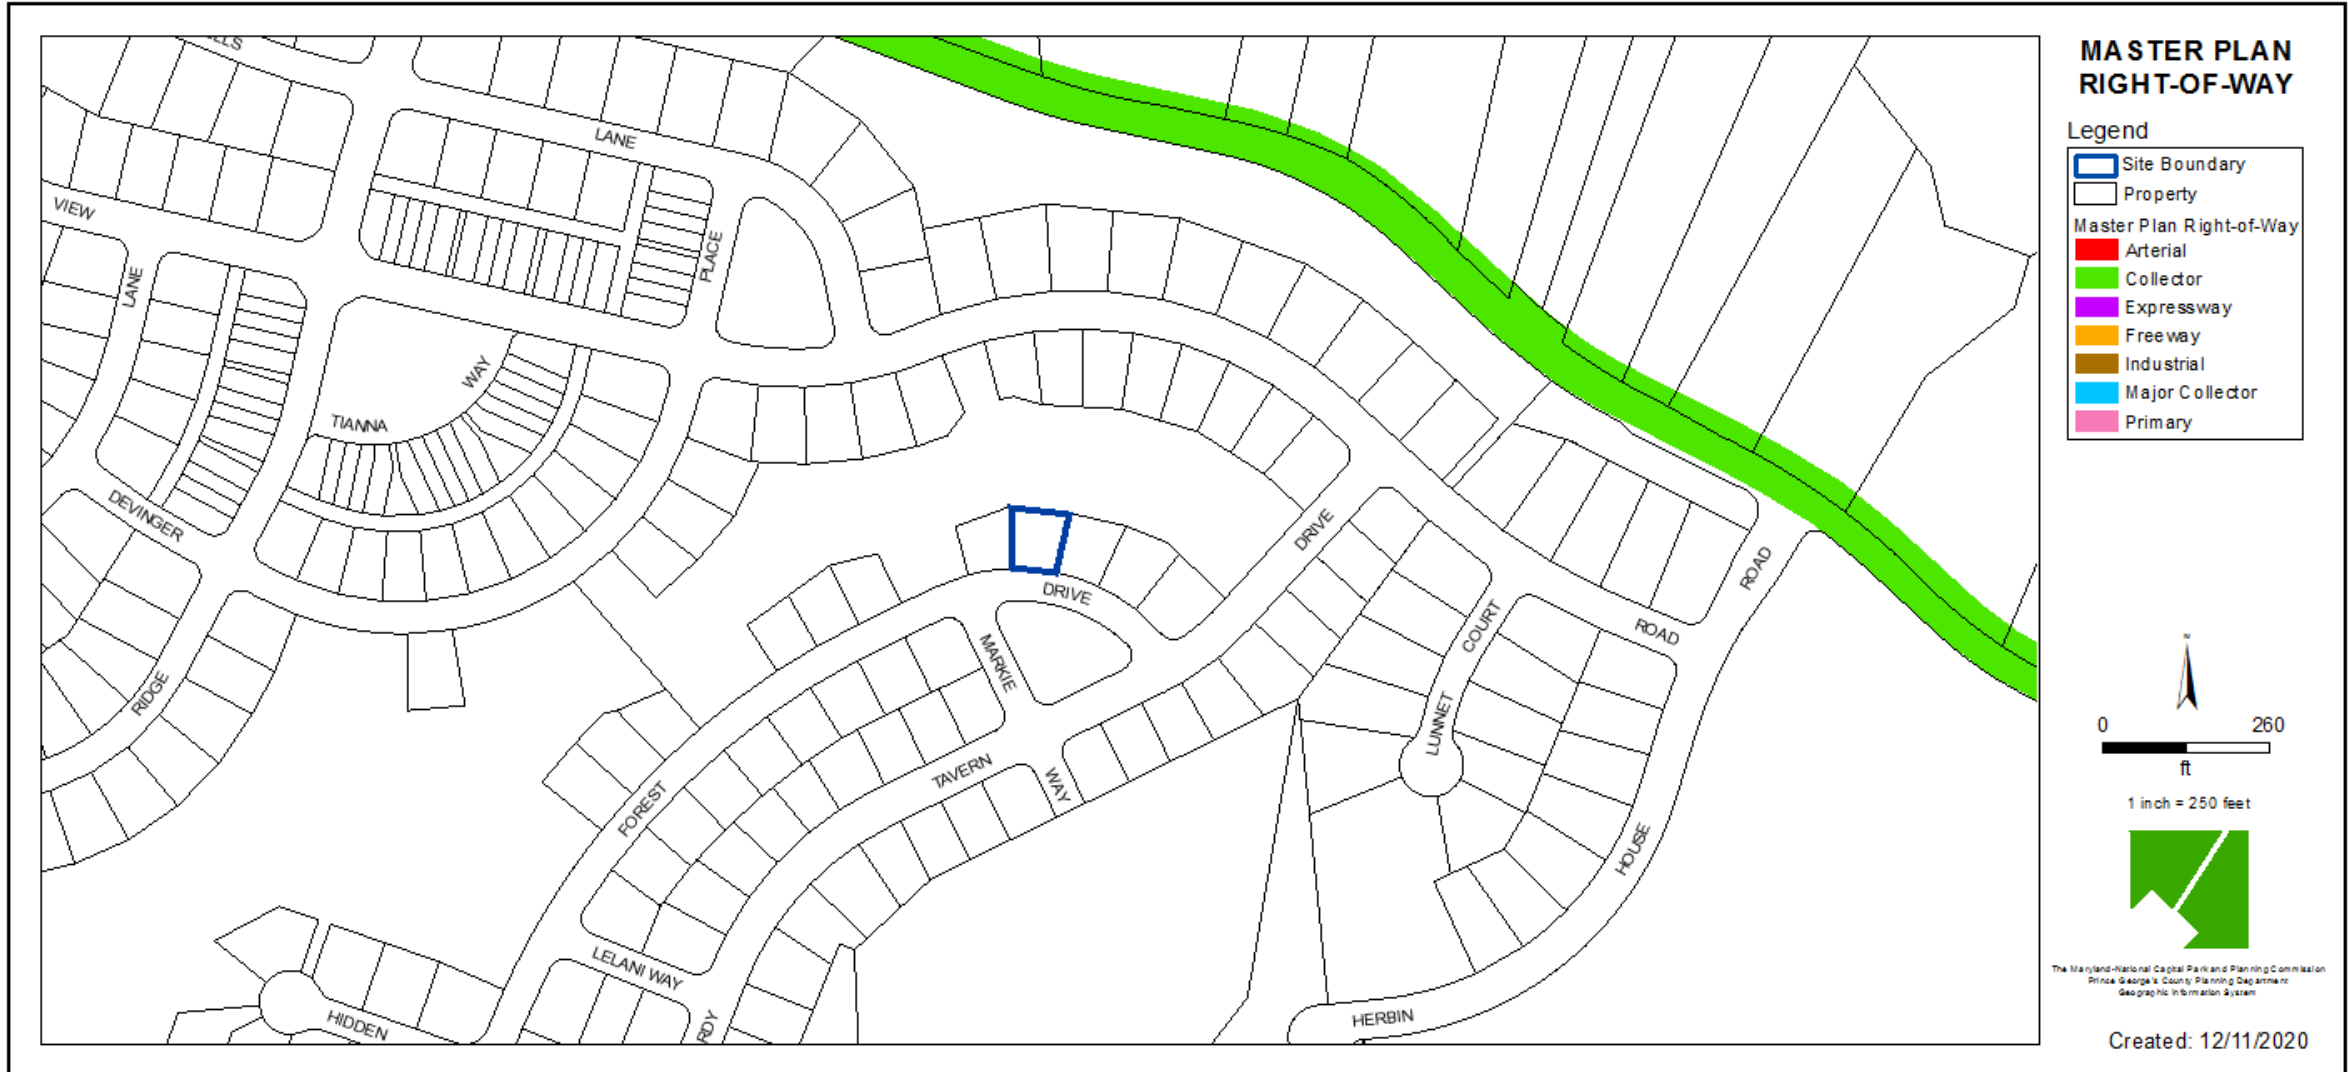 MASTER PLAN
RIGHT-OF-WAY
Legend
Site Boundary
Property
Master Plan Right-of-Way
Arterial
Collector
Expressway
Freeway
Industrial
Major Collector
Primary
N
0 260
ft
1 inch = 250 feet
The Maryland-National Capital Park and Planning Commission
Prince George's County Planning Department
Geographic Information System
Created: 12/11/2020
LANE
VIEW
LANE
PLACE
WAY
TIANNA
DEVINGER
RIDGE
DRIVE
DRIVE
ROAD
COURT
ROAD
MARKIE
LUNNET
TAVERN
WAY
FOREST
HOUSE
LELANI WAY
HIDDEN
HERBIN